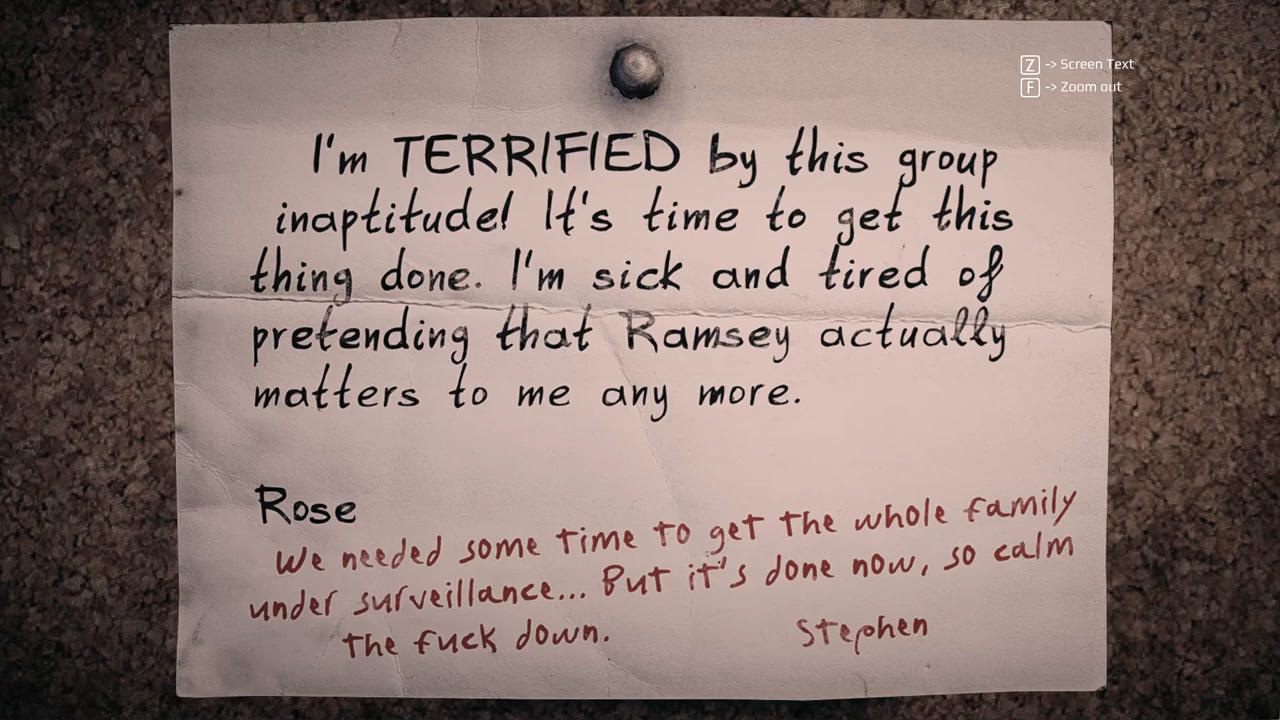 Z -> Screen Text
F -> Zoom out
I'm TERRIFIED by this group
inaptitude! It's time to get this
thing done. I'm sick and tired of
pretending that Ramsey actually
matters to me any more.
Rose
We needed some time to get the whole family
under surveillance... But it's done now, so calm
the fuck down.
Stephen